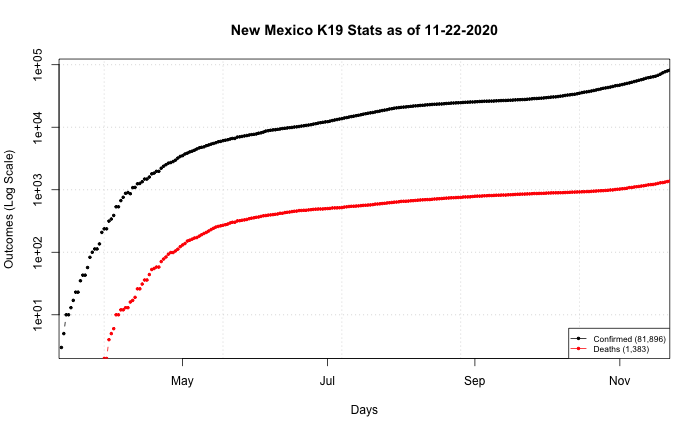 New Mexico K19 Stats as of 11-22-2020
Outcomes (Log Scale)
1e+05
1e+04
1e+03
1e+02
1e+01
Confirmed (81,896)
Deaths (1,383)
May
Jul
Sep
Nov
Days